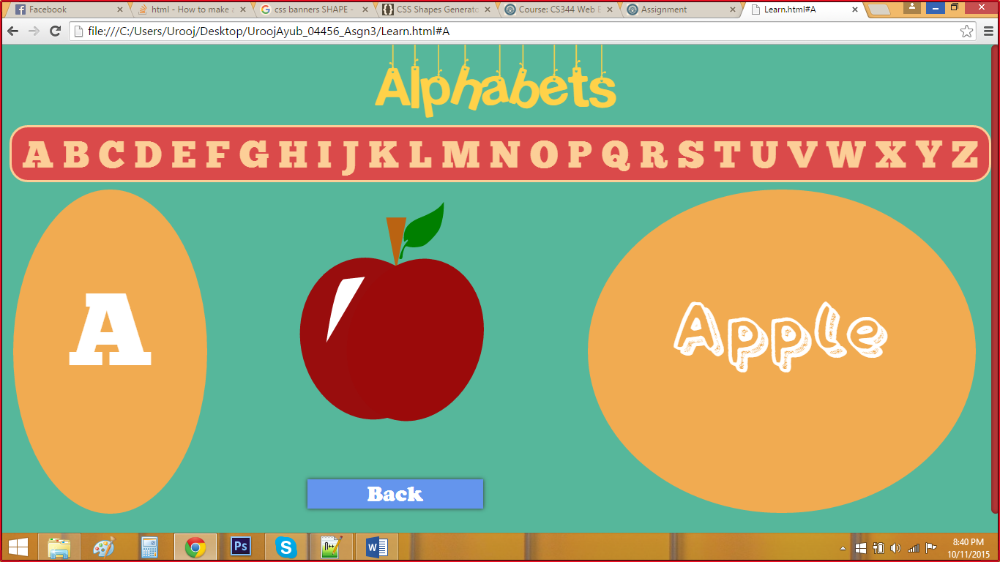 Facebook
html - How to make a
css banners SHAPE -
CSS Shapes Generato
Course: CS344 Web E
Assignment
Learn.html#A
file:///C:/Users/Urooj/Desktop/UroojAyub_04456_Asgn3/Learn.html#A
Alphabets
A B C D E F G H I J K L M N O P Q R S T U V W X Y Z
A
Apple
Back
Ps
S
N++
W
8:40 PM
10/11/2015